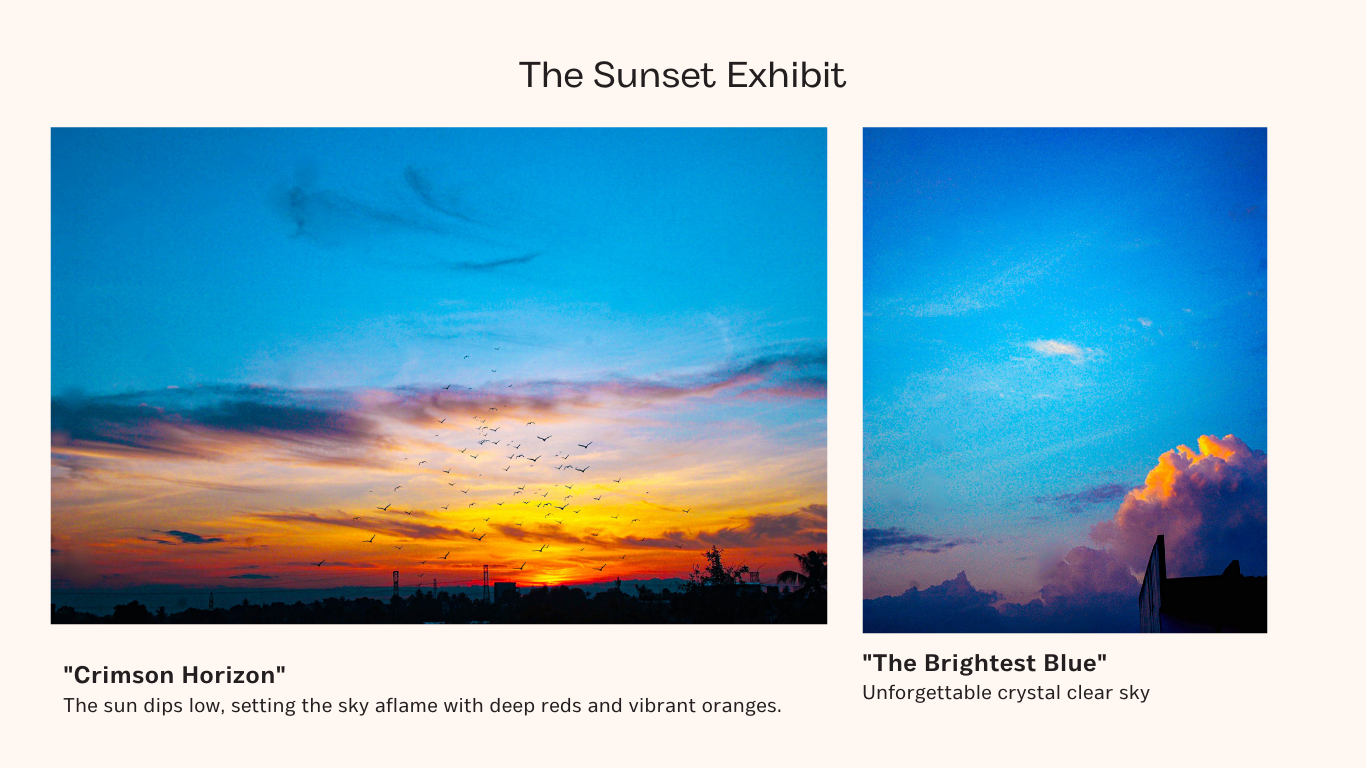 The Sunset Exhibit
"Crimson Horizon"
The sun dips low, setting the sky aflame with deep reds and vibrant oranges.
"The Brightest Blue"
Unforgettable crystal clear sky